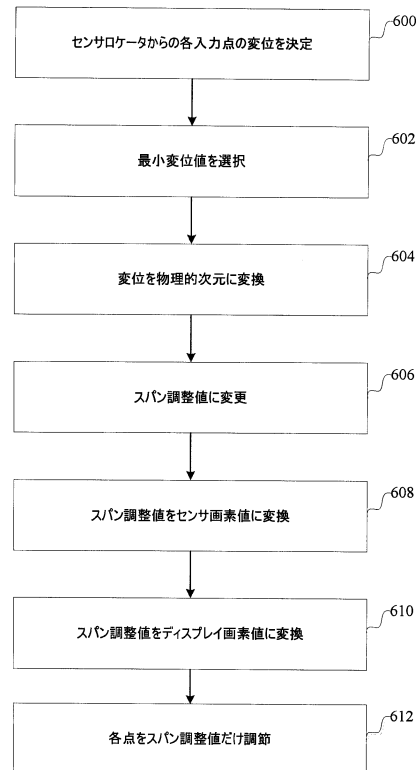 センサロケータからの各入力点の変位を決定
600
最小変位値を選択
602
変位を物理的次元に変換
604
スパン調整値に変更
606
スパン調整値をセンサ画素値に変換
608
スパン調整値をディスプレイ画素値に変換
610
各点をスパン調整値だけ調節
612